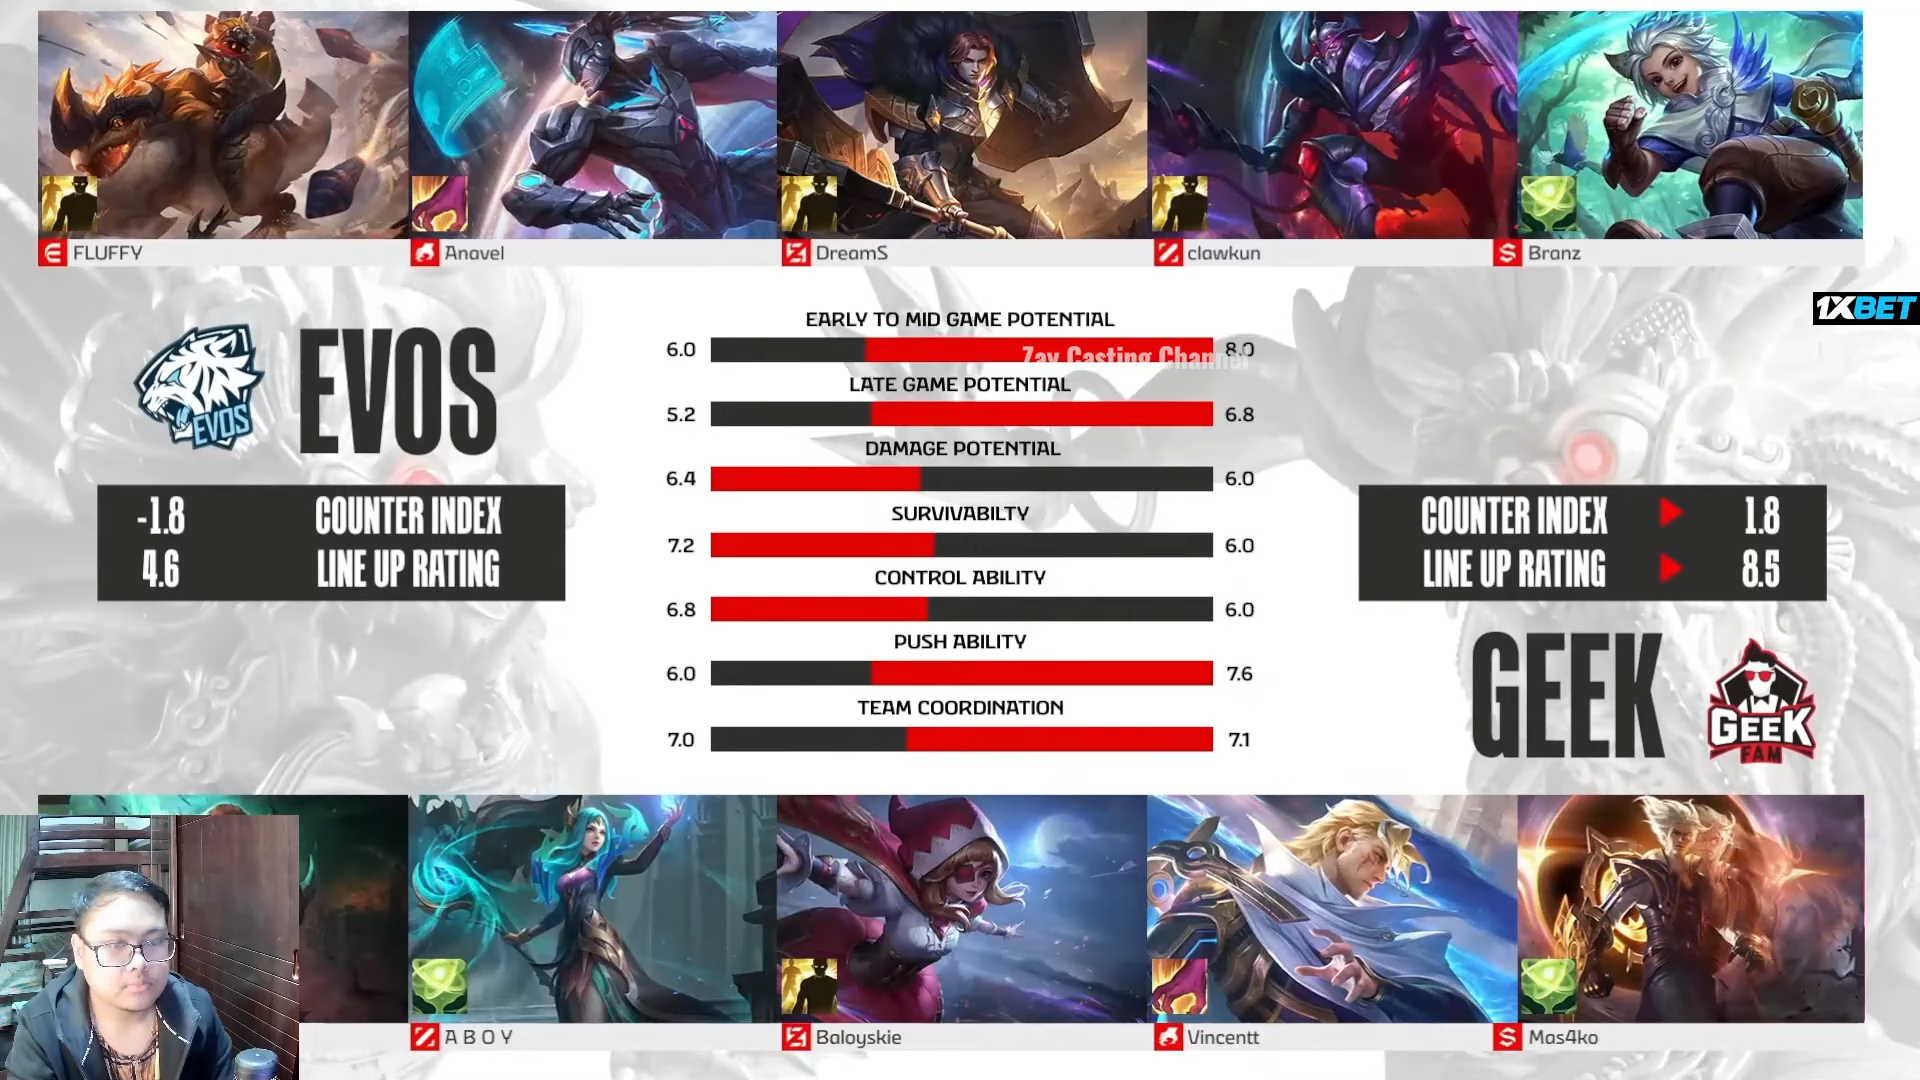 FLUFFY
Anavel
DreamS
clawkun
Branz
1XBET
EVOS
EVOS
-1.8 COUNTER INDEX
4.6 LINE UP RATING
EARLY TO MID GAME POTENTIAL
6.0 8.0
Zay Casting Channel
LATE GAME POTENTIAL
5.2 6.8
DAMAGE POTENTIAL
6.4 6.0
SURVIVABILTY
7.2 6.0
CONTROL ABILITY
6.8 6.0
PUSH ABILITY
6.0 7.6
TEAM COORDINATION
7.0 7.1
COUNTER INDEX 1.8
LINE UP RATING 8.5
GEEK
GEEK
FAM
A B O Y
Baloyskie
Vincentt
Mas4ko